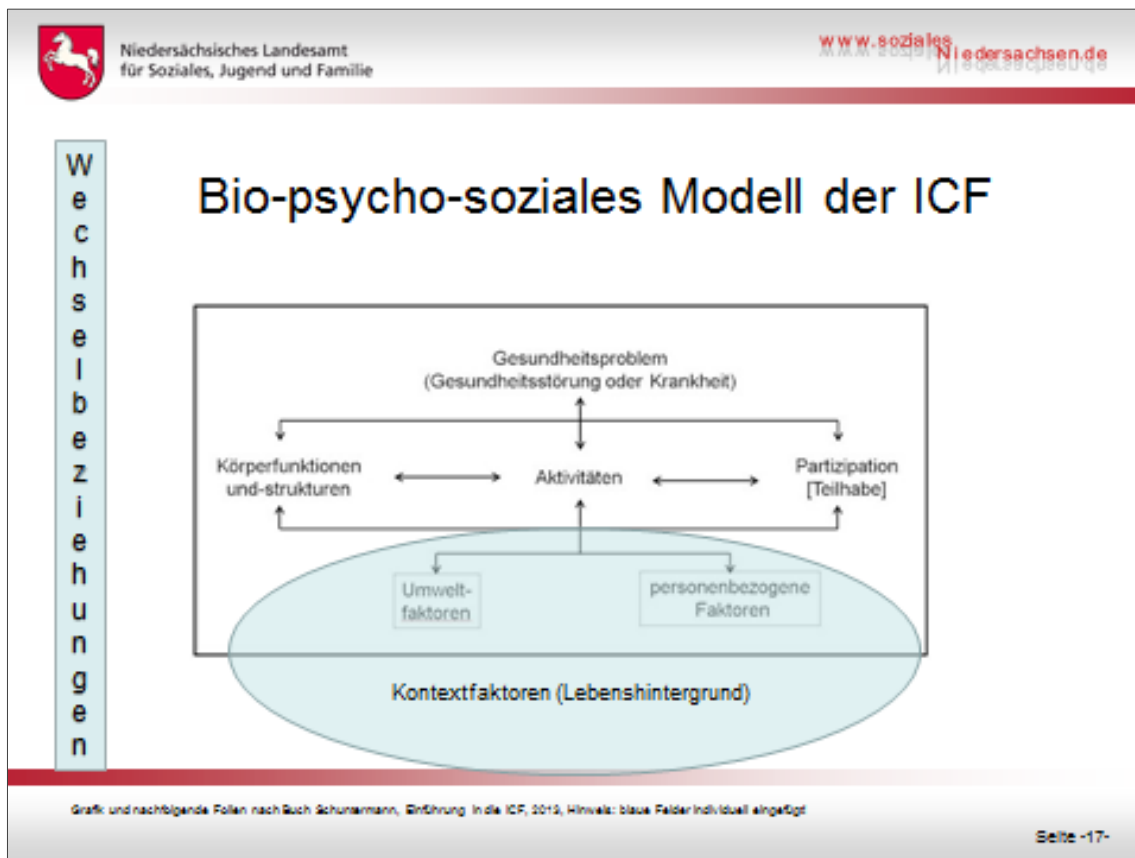 Niedersächsisches Landesamt
für Soziales, Jugend und Familie
www.soziales
Niedersachsen.de
Wechselbeziehungen
Bio-psycho-soziales Modell der ICF
Gesundheitsproblem
(Gesundheitsstörung oder Krankheit)
Körperfunktionen
und-strukturen
Aktivitäten
Partizipation
[Teilhabe]
Umwelt-
faktoren
personenbezogene
Faktoren
Kontextfaktoren (Lebenshintergrund)
Grafik und nachfolgende Folien nach Buch Schuntermann, Einführung in die ICF, 2013, Hinweis: blaue Felder individuell eingefügt
Seite -17-